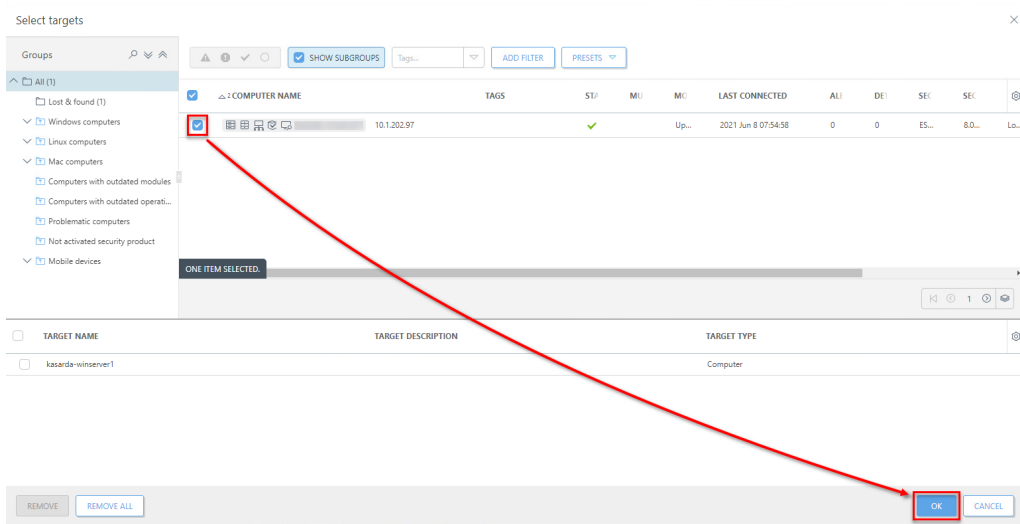 Select targets
Groups
SHOW SUBGROUPS
Tags...
ADD FILTER
PRESETS
All (1)
Lost & found (1)
Windows computers
Linux computers
Mac computers
Computers with outdated modules
Computers with outdated operati...
Problematic computers
Not activated security product
Mobile devices
COMPUTER NAME TAGS STA MU MO LAST CONNECTED ALE DET SEC SEC
10.1.202.97 Up... 2021 Jun 8 07:54:58 0 0 ES... 8.0... Lo...
ONE ITEM SELECTED.
1
TARGET NAME TARGET DESCRIPTION TARGET TYPE
kasarda-winserver1 Computer
REMOVE REMOVE ALL OK CANCEL